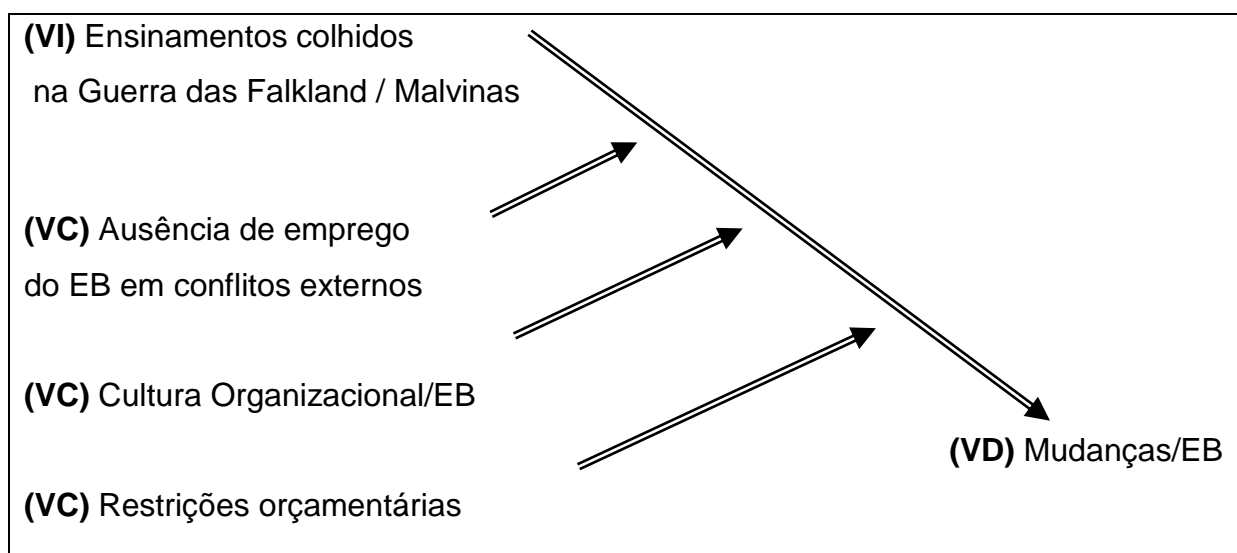 (VI) Ensinamentos colhidos
na Guerra das Falkland / Malvinas
(VC) Ausência de emprego
do EB em conflitos externos
(VC) Cultura Organizacional/EB
(VD) Mudanças/EB
(VC) Restrições orçamentárias